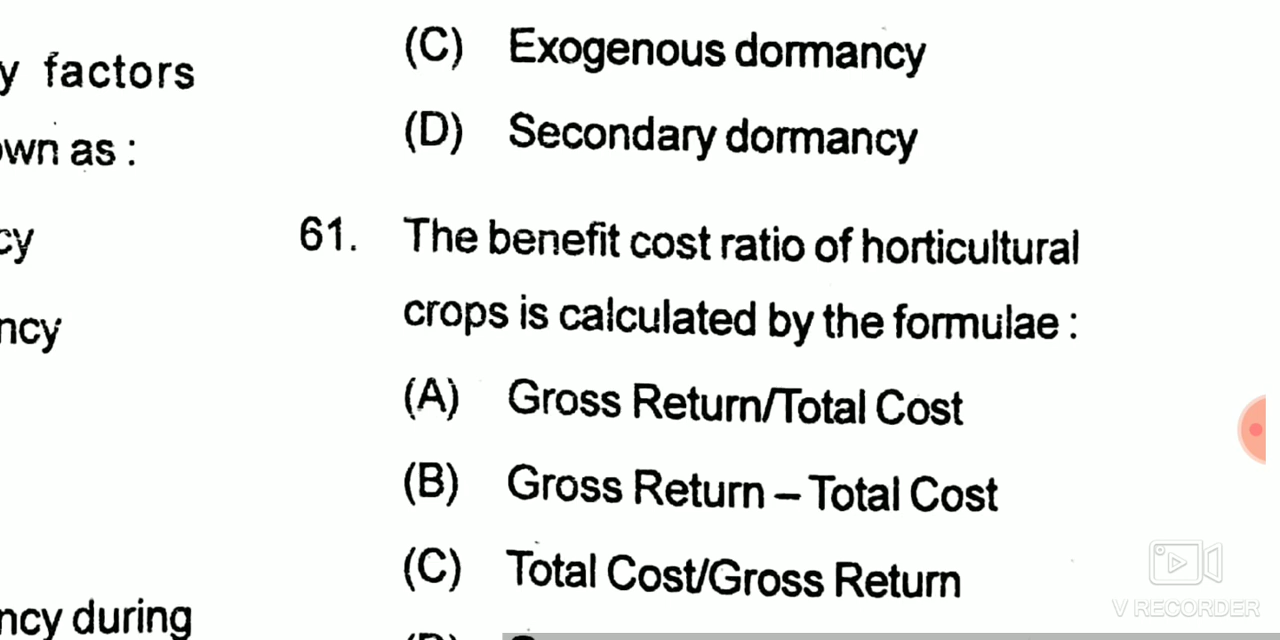 y factors
own as :
cy
ncy
ncy during
(C) Exogenous dormancy
(D) Secondary dormancy
61. The benefit cost ratio of horticultural
crops is calculated by the formulae :
(A) Gross Return/Total Cost
(B) Gross Return – Total Cost
(C) Total Cost/Gross Return
V RECORDER